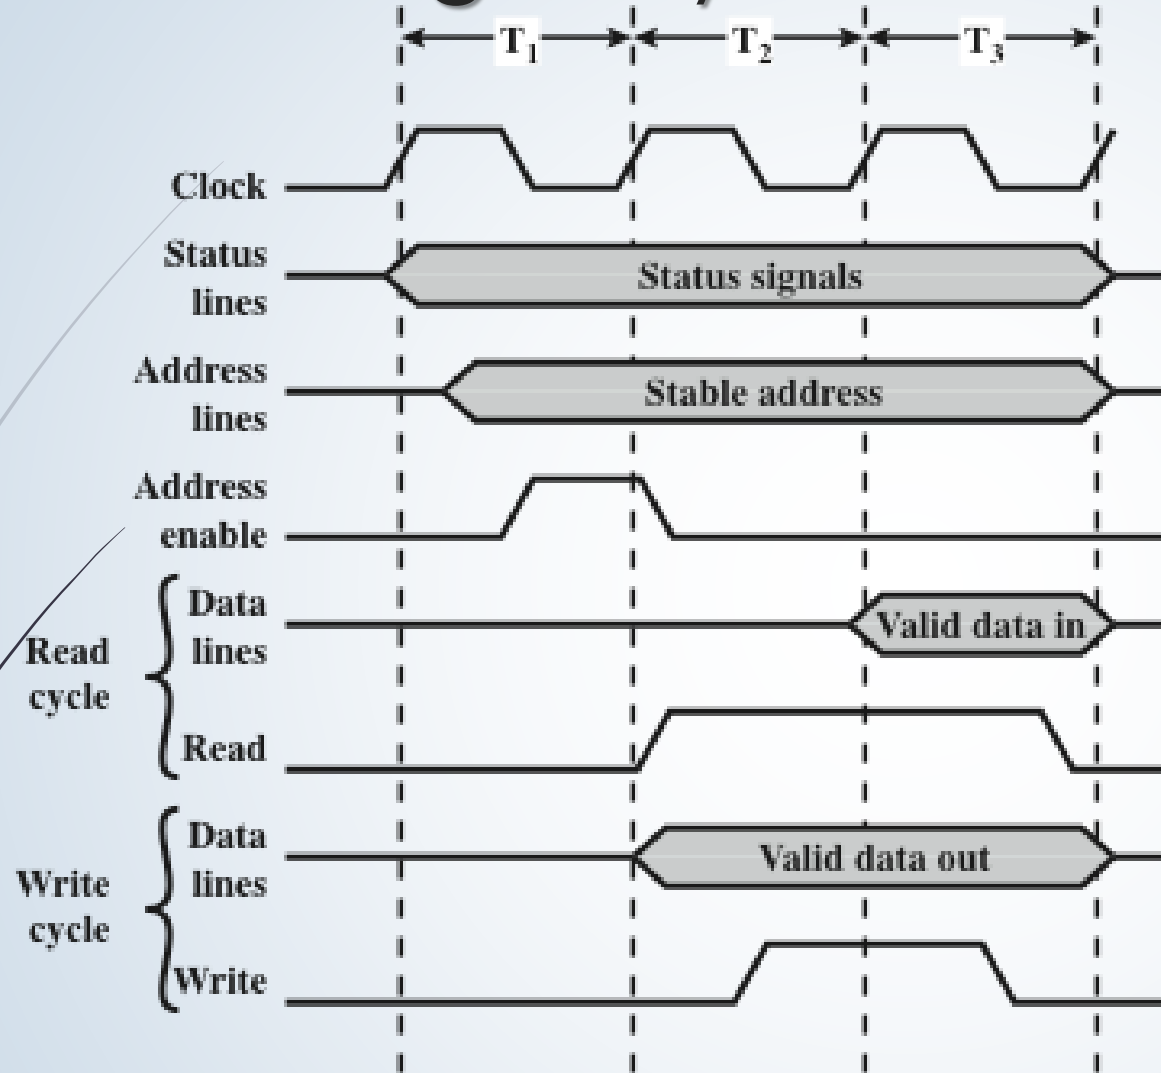 T1 T2 T3
Clock
Status
lines
Status signals
Address
lines
Stable address
Address
enable
Read
cycle
Data
lines
Valid data in
Read
Write
cycle
Data
lines
Valid data out
Write